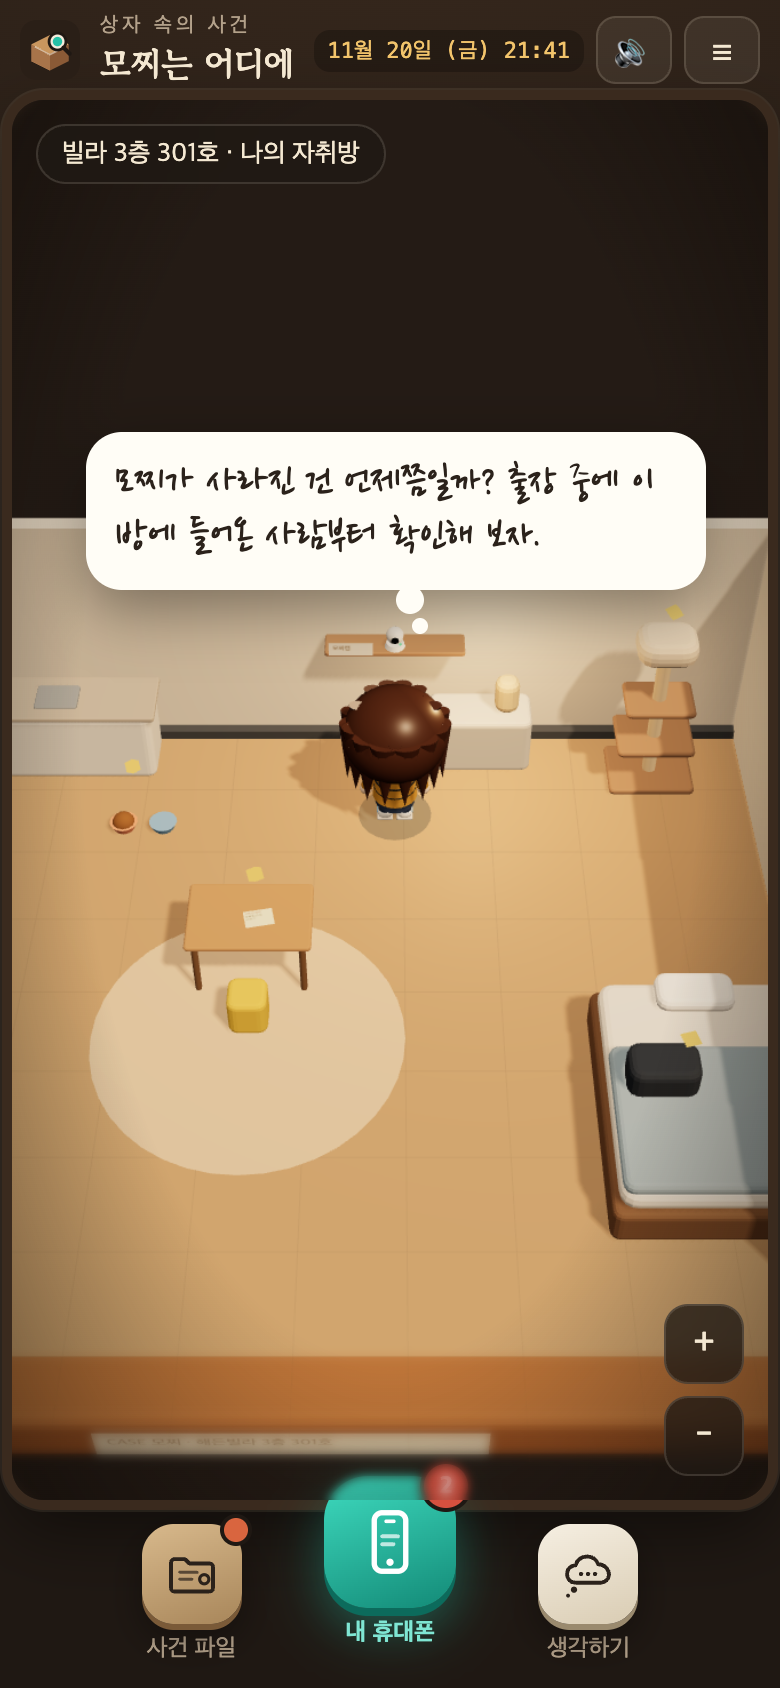 상자 속의 사건
모찌는 어디에
11월 20일 (금) 21:41
빌라 3층 301호 · 나의 자취방
모찌가 사라진 건 언제쯤일까? 출장 중에 이
방에 들어온 사람부터 확인해 보자.
+
-
2
사건 파일
내 휴대폰
생각하기